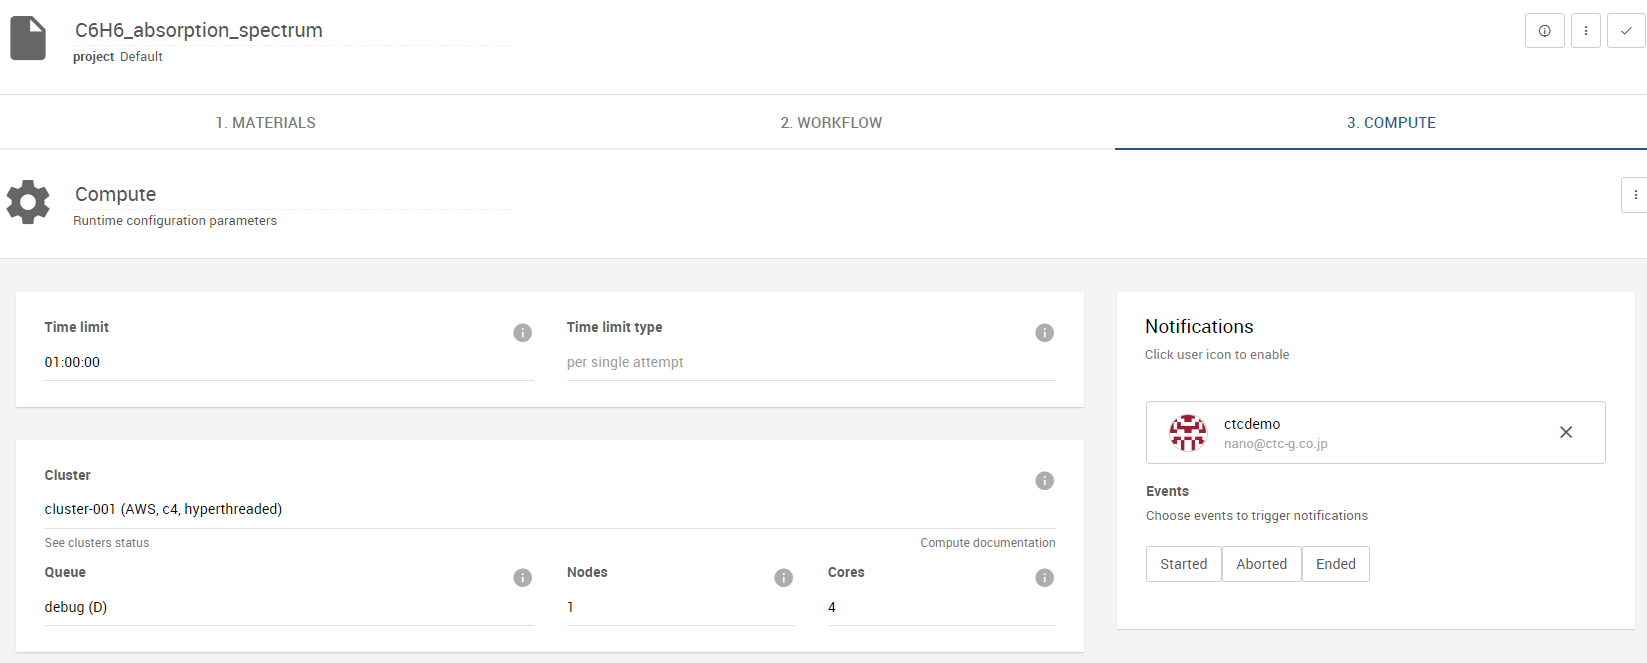 C6H6_absorption_spectrum
project Default
1. MATERIALS
2. WORKFLOW
3. COMPUTE
Compute
Runtime configuration parameters
Time limit
01:00:00
Time limit type
per single attempt
Cluster
cluster-001 (AWS, c4, hyperthreaded)
See clusters status
Compute documentation
Queue
debug (D)
Nodes
1
Cores
4
Notifications
Click user icon to enable
ctcdemo
nano@ctc-g.co.jp
Events
Choose events to trigger notifications
Started
Aborted
Ended